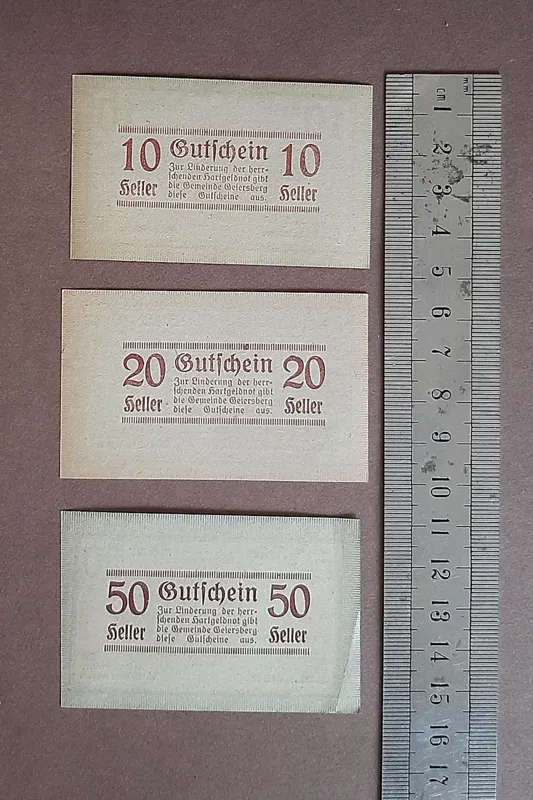 10 Gutschein 10
Zur Linderung der herr-
schenden Hartgeldnot gibt
die Gemeinde Geiersberg
diese Gutscheine aus.
Heller Heller
20 Gutschein 20
Zur Linderung der herr-
schenden Hartgeldnot gibt
die Gemeinde Geiersberg
diese Gutscheine aus.
Heller Heller
50 Gutschein 50
Zur Linderung der herr-
schenden Hartgeldnot gibt
die Gemeinde Geiersberg
diese Gutscheine aus.
Heller Heller
mm
cm
1
2
3
4
5
6
7
8
9
10
11
12
13
14
15
16
17